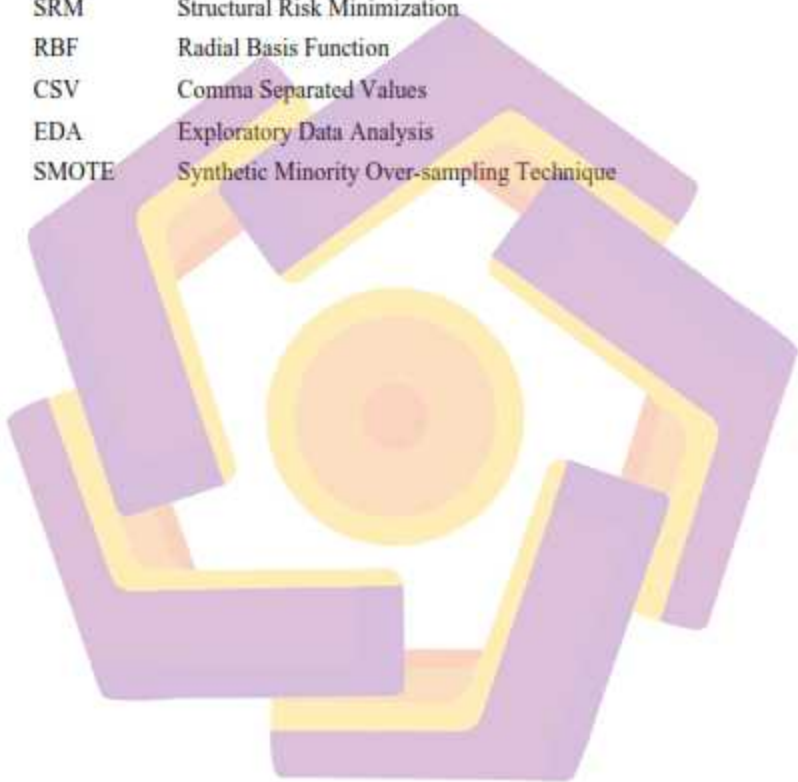 SRM Structural Risk Minimization
RBF Radial Basis Function
CSV Comma Separated Values
EDA Exploratory Data Analysis
SMOTE Synthetic Minority Over-sampling Technique